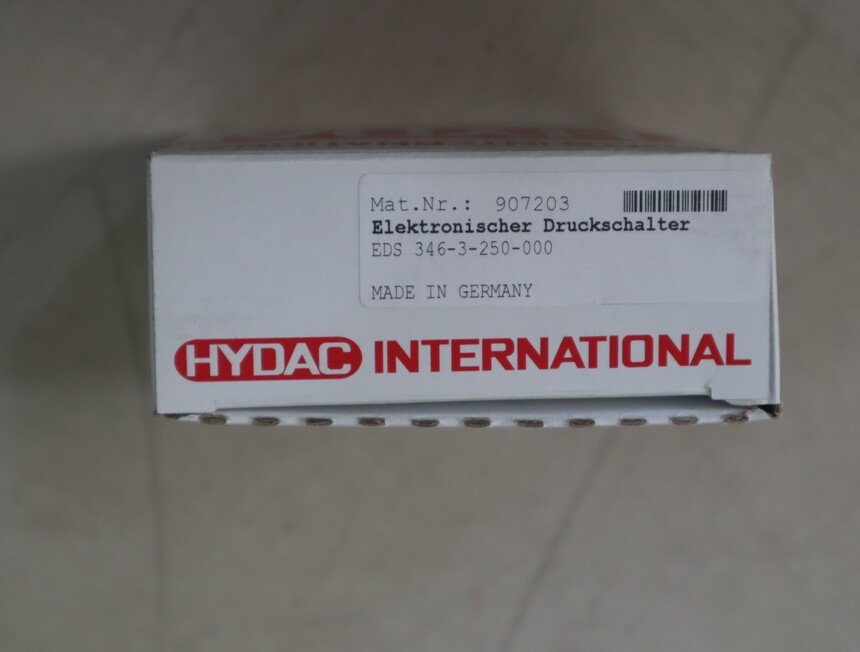 Mat.Nr.: 907203
Elektronischer Druckschalter
EDS 346-3-250-000
MADE IN GERMANY
HYDAC INTERNATIONAL